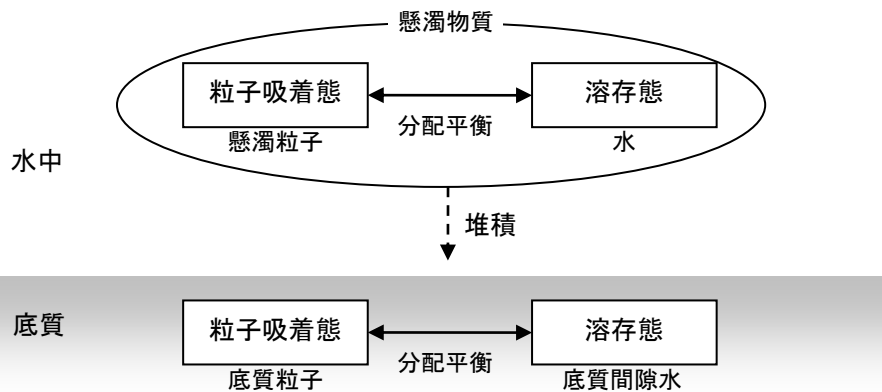 懸濁物質
粒子吸着態
溶存態
分配平衡
懸濁粒子
水
水中
堆積
底質
粒子吸着態
溶存態
分配平衡
底質粒子
底質間隙水